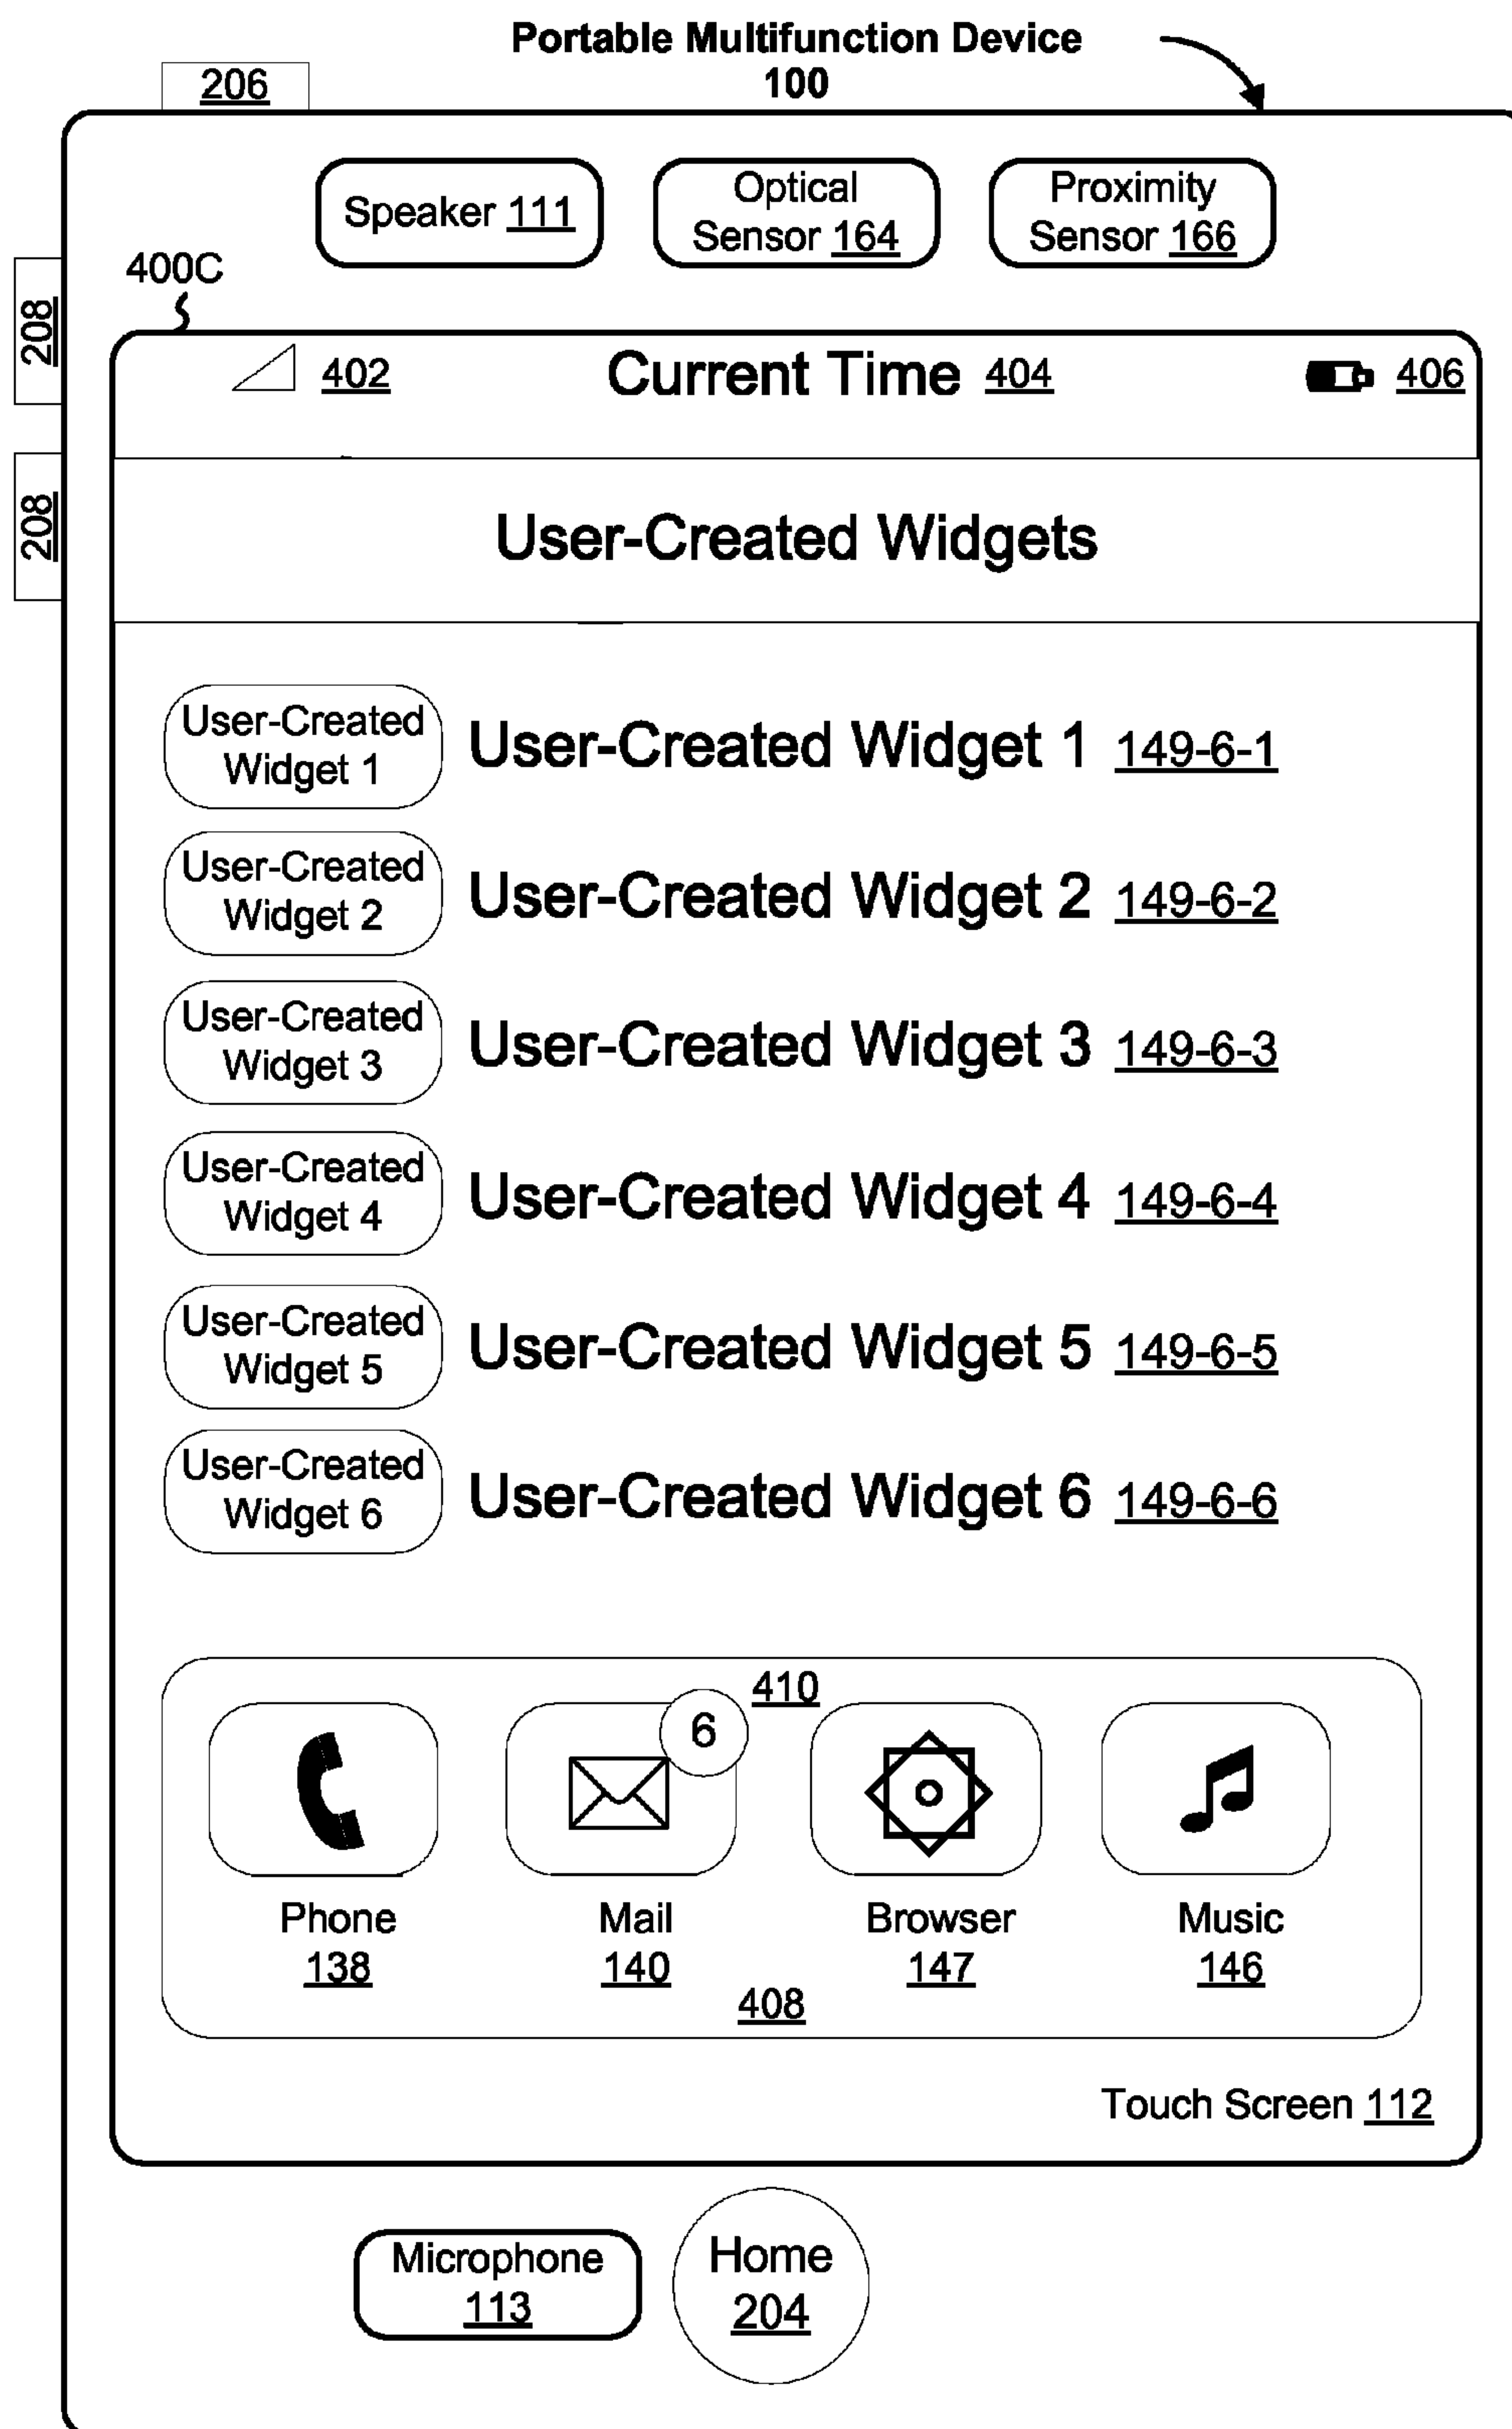 Portable Multifunction Device
100
206
Speaker 111
Optical
Sensor 164
Proximity
Sensor 166
400C
208
208
402
Current Time 404
406
User-Created Widgets
User-Created
Widget 1
User-Created Widget 1 149-6-1
User-Created
Widget 2
User-Created Widget 2 149-6-2
User-Created
Widget 3
User-Created Widget 3 149-6-3
User-Created
Widget 4
User-Created Widget 4 149-6-4
User-Created
Widget 5
User-Created Widget 5 149-6-5
User-Created
Widget 6
User-Created Widget 6 149-6-6
410
6
Phone
138
Mail
140
Browser
147
Music
146
408
Touch Screen 112
Microphone
113
Home
204